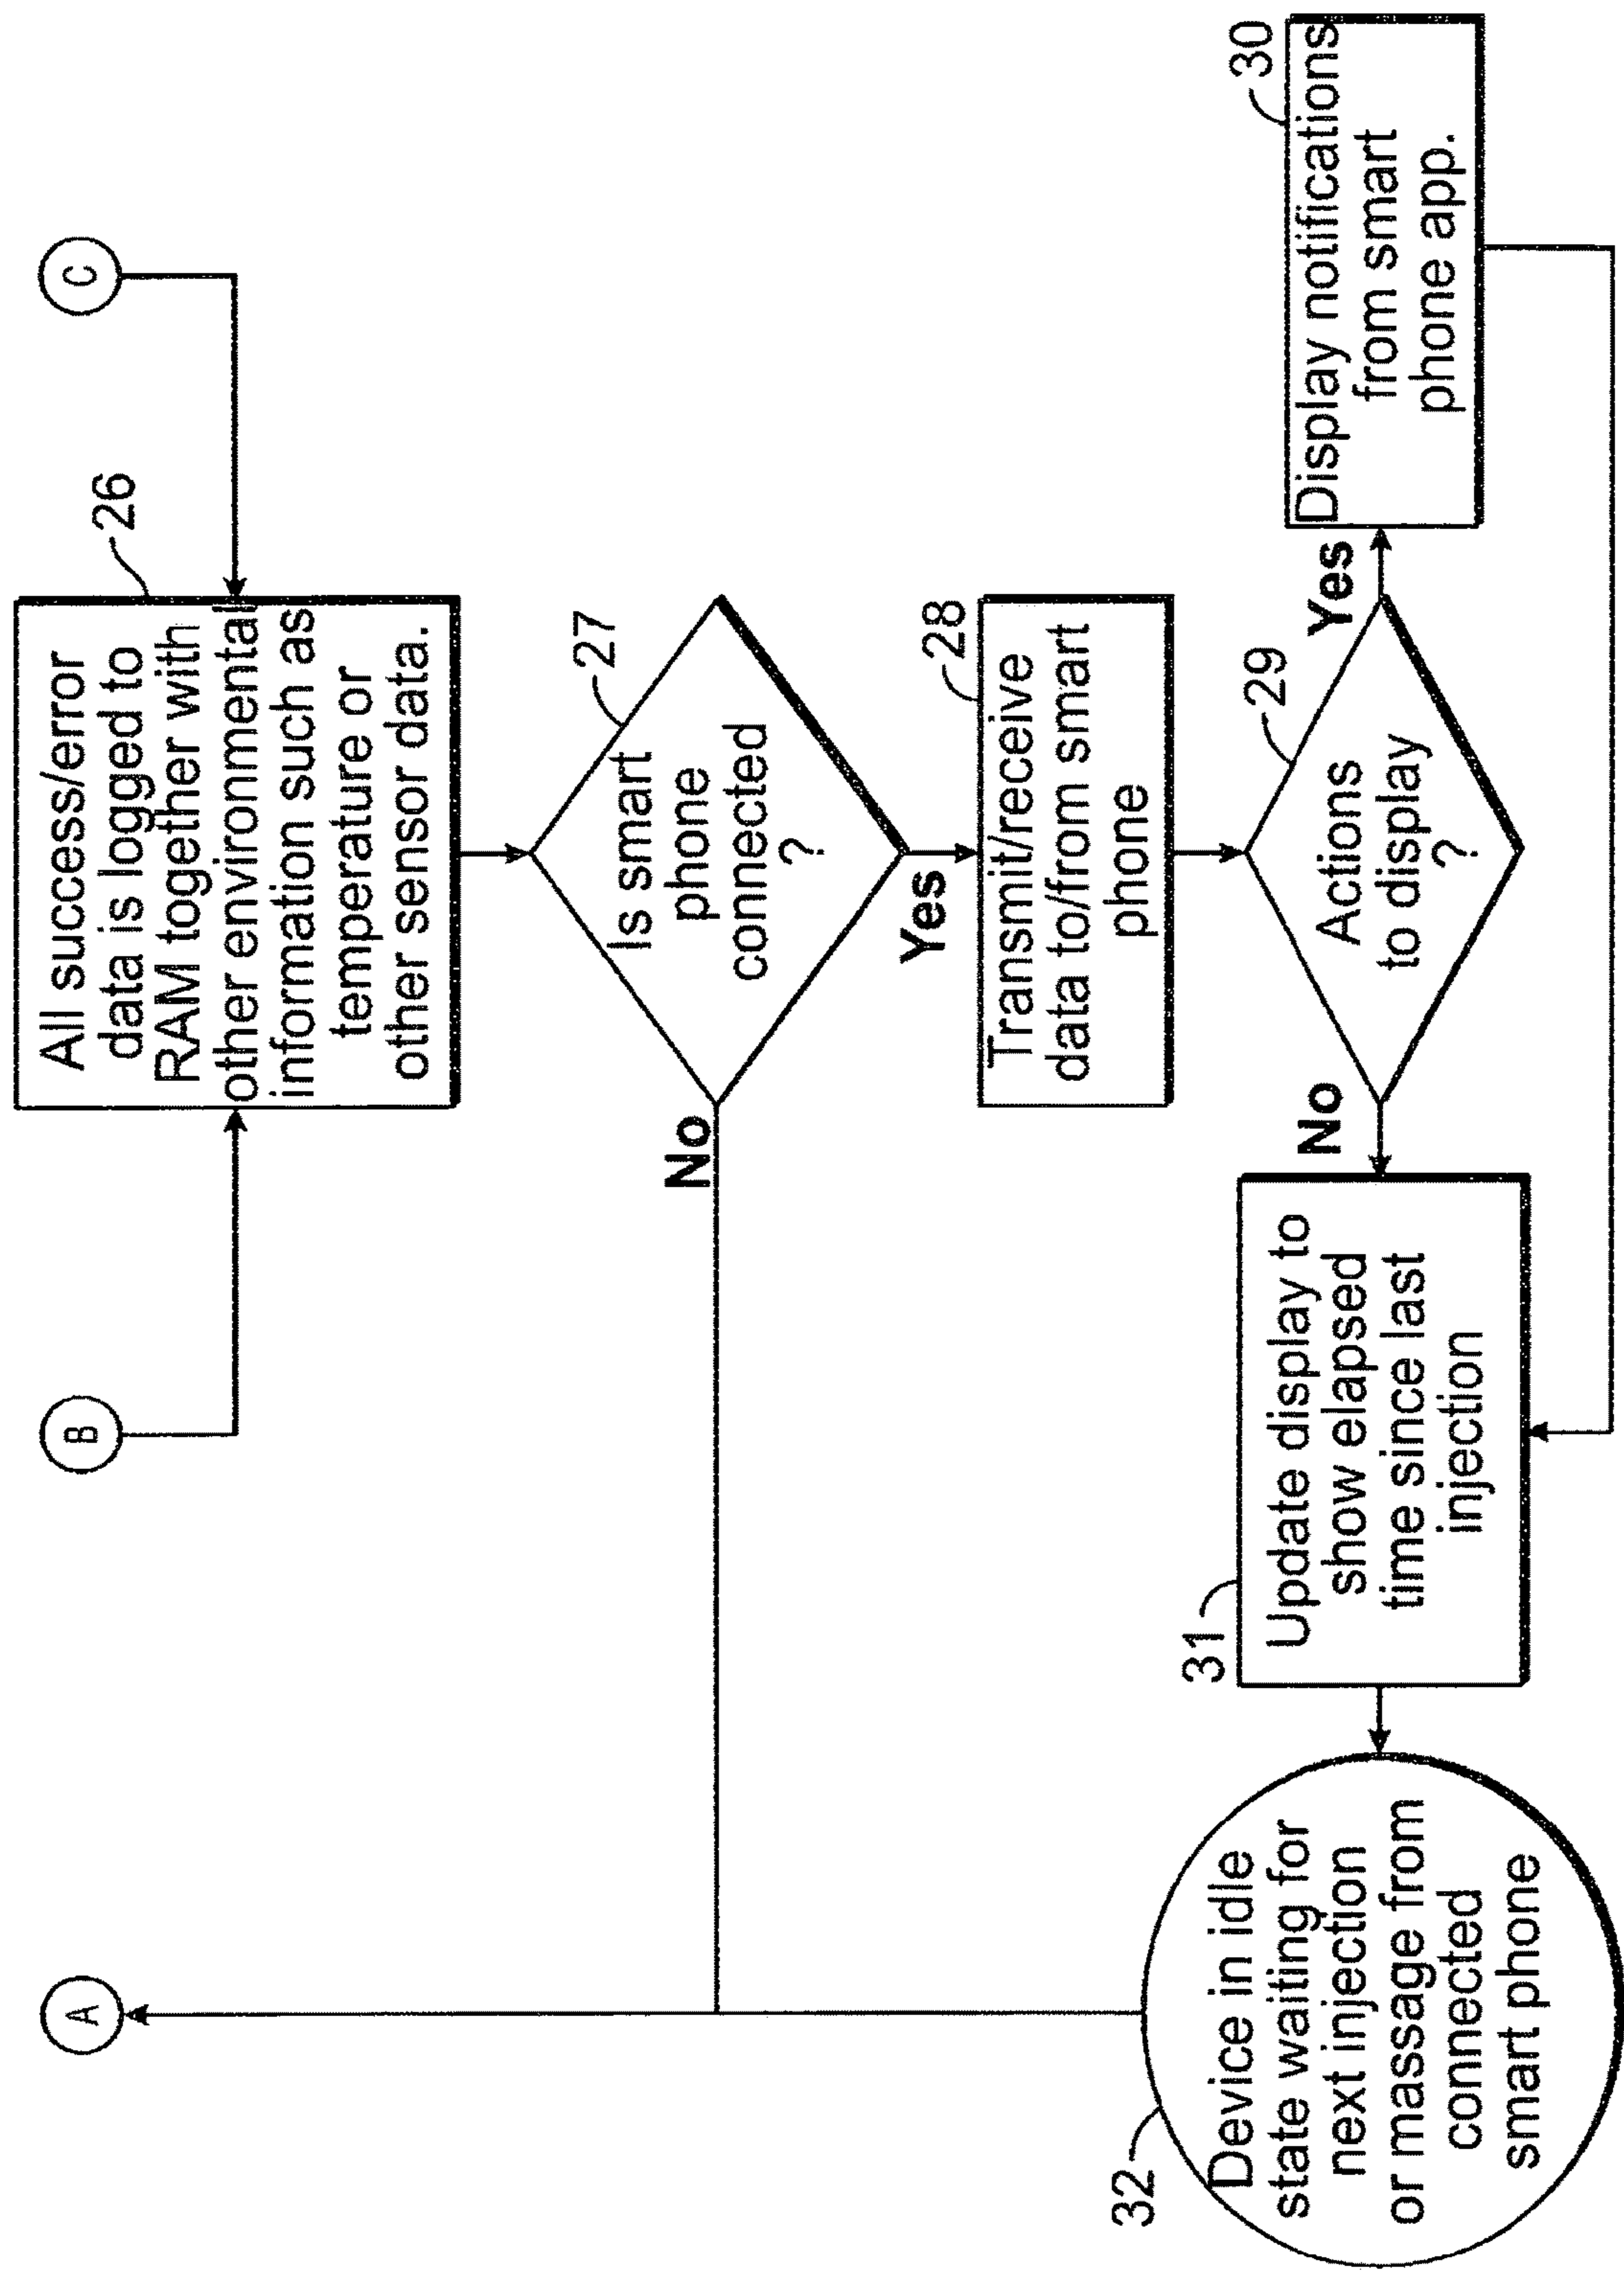 A
B
C
26
All success/error
data is logged to
RAM together with
other environmental
information such as
temperature or
other sensor data.
27
Is smart
phone
connected
?
No
Yes
28
Transmit/receive
data to/from smart
phone
29
Actions
to display
?
Yes
No
30
Display notifications
from smart
phone app.
31
Update display to
show elapsed
time since last
injection
32
Device in idle
state waiting for
next injection
or massage from
connected
smart phone